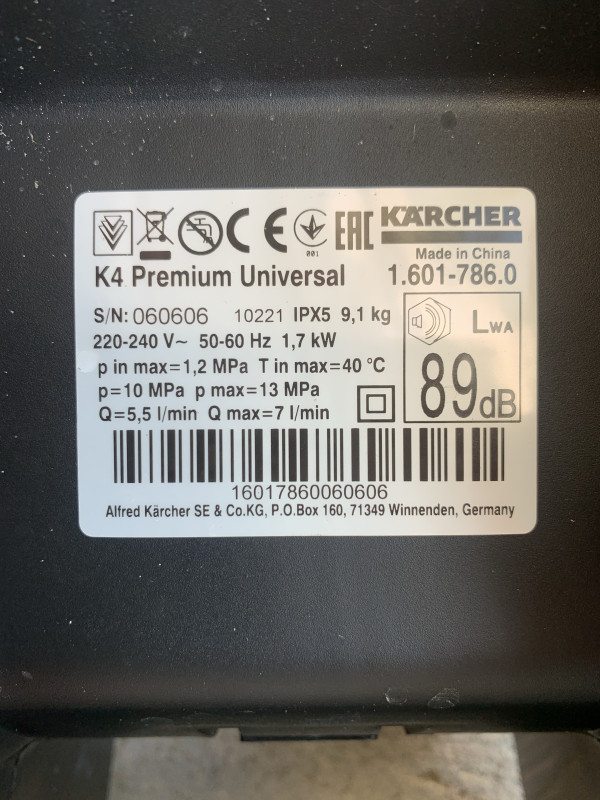 CE
001
EAC
KÄRCHER
Made in China
K4 Premium Universal 1.601-786.0
S/N: 060606 10221 IPX5 9,1 kg
220-240 V~ 50-60 Hz 1,7 kW
p in max=1,2 MPa T in max=40 °C
p=10 MPa p max=13 MPa
Q=5,5 l/min Q max=7 l/min
LWA
89dB
16017860060606
Alfred Kärcher SE & Co.KG, P.O.Box 160, 71349 Winnenden, Germany